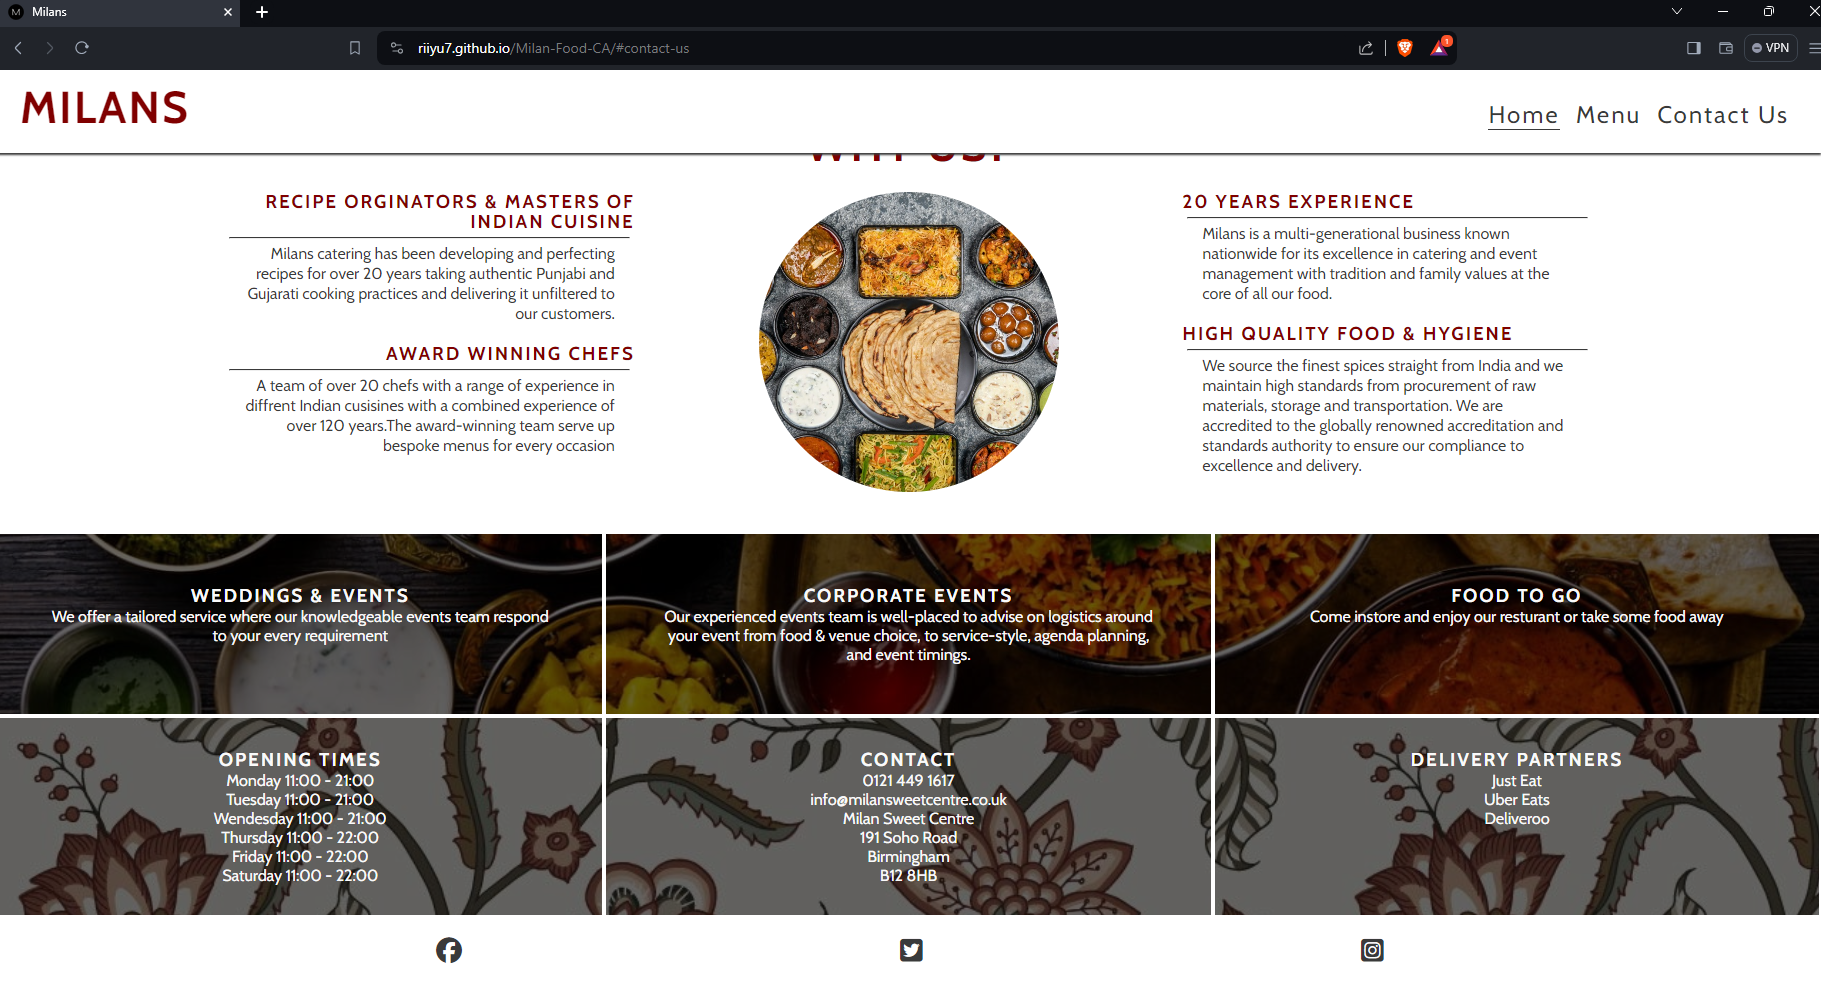 Milans
riiyu7.github.io/Milan-Food-CA/#contact-us
1
VPN
MILANS
Home Menu Contact Us
WHY US?
RECIPE ORGINATORS & MASTERS OF
INDIAN CUISINE
Milans catering has been developing and perfecting
recipes for over 20 years taking authentic Punjabi and
Gujarati cooking practices and delivering it unfiltered to
our customers.
AWARD WINNING CHEFS
A team of over 20 chefs with a range of experience in
diffrent Indian cusisines with a combined experience of
over 120 years.The award-winning team serve up
bespoke menus for every occasion
20 YEARS EXPERIENCE
Milans is a multi-generational business known
nationwide for its excellence in catering and event
management with tradition and family values at the
core of all our food.
HIGH QUALITY FOOD & HYGIENE
We source the finest spices straight from India and we
maintain high standards from procurement of raw
materials, storage and transportation. We are
accredited to the globally renowned accreditation and
standards authority to ensure our compliance to
excellence and delivery.
WEDDINGS & EVENTS
We offer a tailored service where our knowledgeable events team respond
to your every requirement
CORPORATE EVENTS
Our experienced events team is well-placed to advise on logistics around
your event from food & venue choice, to service-style, agenda planning,
and event timings.
FOOD TO GO
Come instore and enjoy our resturant or take some food away
OPENING TIMES
Monday 11:00 - 21:00
Tuesday 11:00 - 21:00
Wendesday 11:00 - 21:00
Thursday 11:00 - 22:00
Friday 11:00 - 22:00
Saturday 11:00 - 22:00
CONTACT
0121 449 1617
info@milansweetcentre.co.uk
Milan Sweet Centre
191 Soho Road
Birmingham
B12 8HB
DELIVERY PARTNERS
Just Eat
Uber Eats
Deliveroo